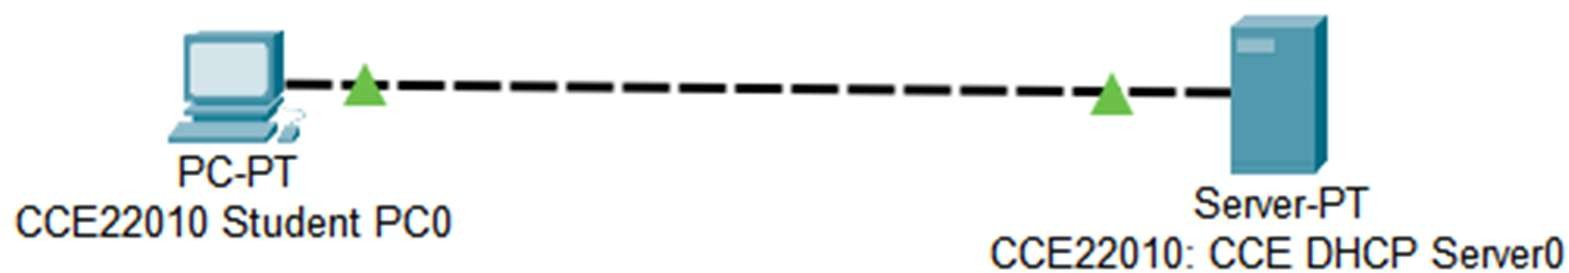 PC-PT
CCE22010 Student PC0
Server-PT
CCE22010: CCE DHCP Server0